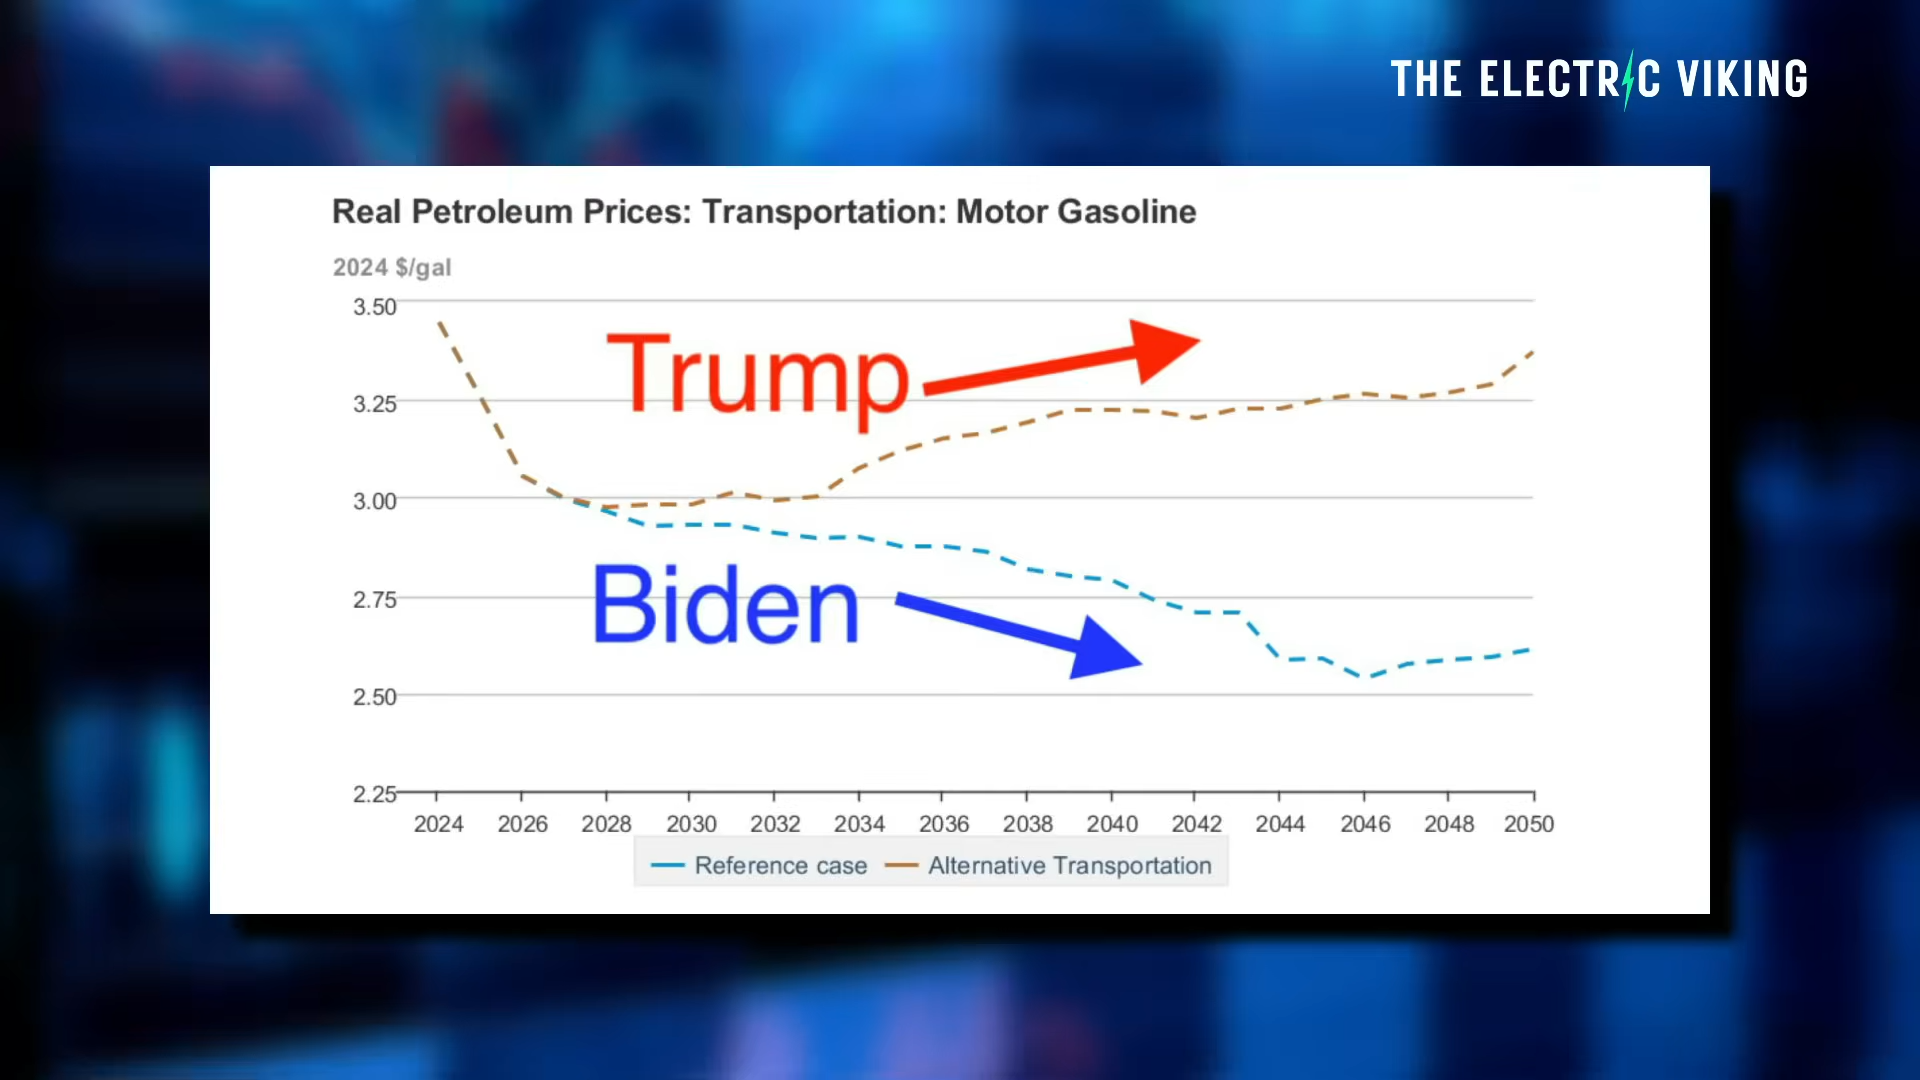 THE ELECTRIC VIKING
Real Petroleum Prices: Transportation: Motor Gasoline
2024 $/gal
3.50
Trump
3.25
3.00
Biden
2.75
2.50
2.25
2024 2026 2028 2030 2032 2034 2036 2038 2040 2042 2044 2046 2048 2050
Reference case Alternative Transportation